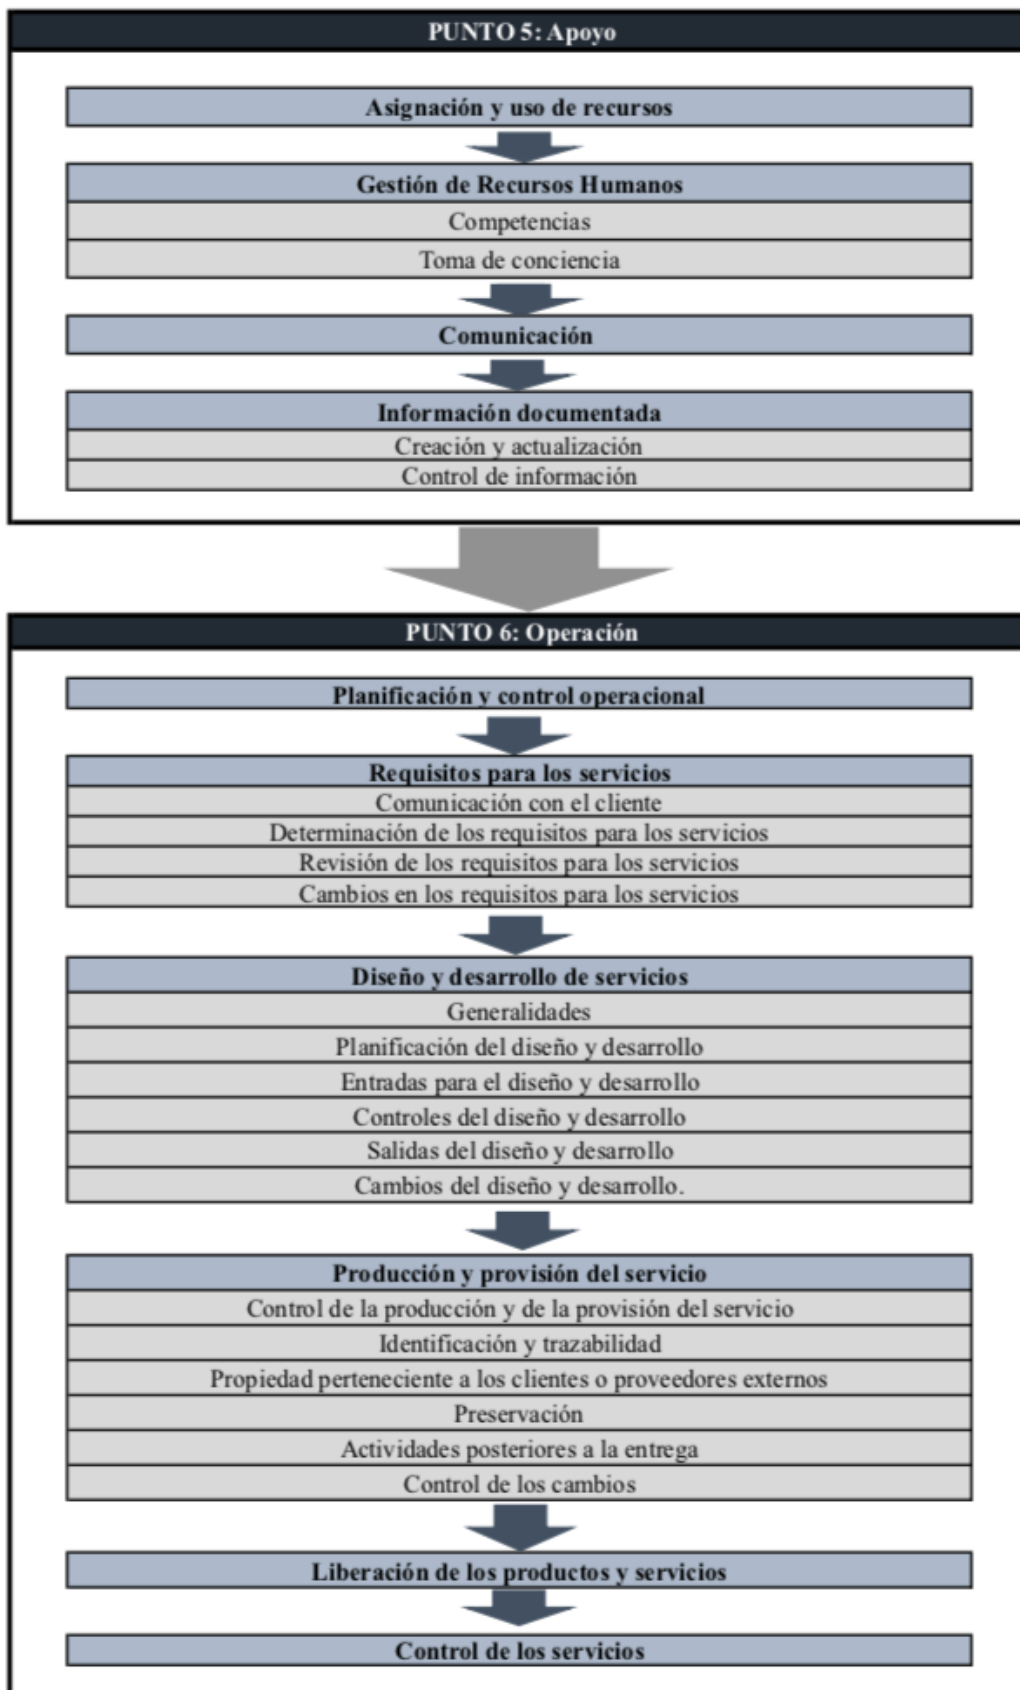 PUNTO 5: Apoyo
Asignación y uso de recursos
Gestión de Recursos Humanos
Competencias
Toma de conciencia
Comunicación
Información documentada
Creación y actualización
Control de información
PUNTO 6: Operación
Planificación y control operacional
Requisitos para los servicios
Comunicación con el cliente
Determinación de los requisitos para los servicios
Revisión de los requisitos para los servicios
Cambios en los requisitos para los servicios
Diseño y desarrollo de servicios
Generalidades
Planificación del diseño y desarrollo
Entradas para el diseño y desarrollo
Controles del diseño y desarrollo
Salidas del diseño y desarrollo
Cambios del diseño y desarrollo.
Producción y provisión del servicio
Control de la producción y de la provisión del servicio
Identificación y trazabilidad
Propiedad perteneciente a los clientes o proveedores externos
Preservación
Actividades posteriores a la entrega
Control de los cambios
Liberación de los productos y servicios
Control de los servicios